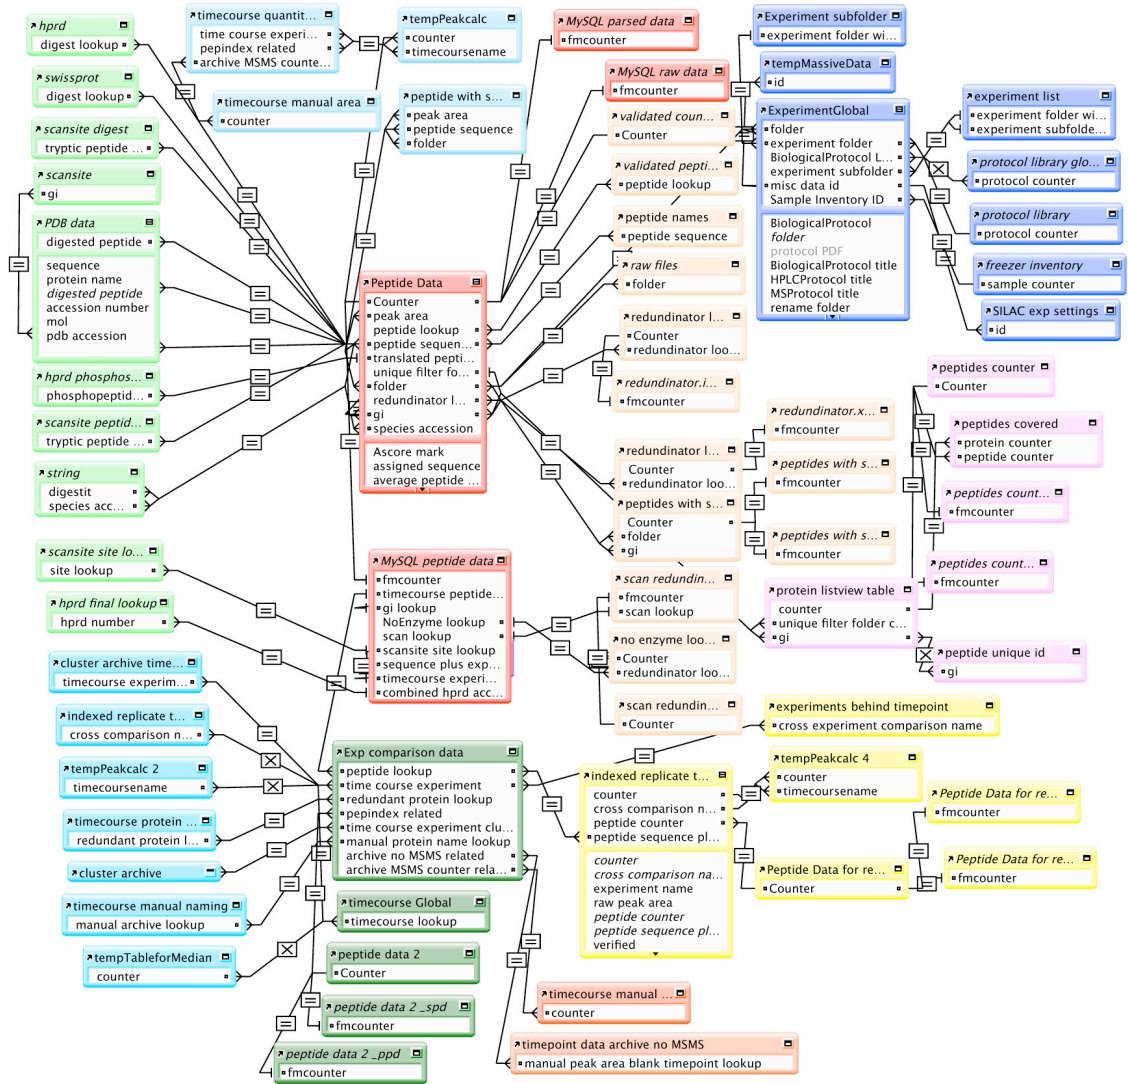 hprd
digest lookup
swissprot
digest lookup
scansite digest
tryptic peptide ...
scansite
gi
PDB data
digested peptide
sequence
protein name
digested peptide
accession number
mol
pdb accession
hprd phosphos...
phosphopeptid...
scansite peptid...
tryptic peptide ...
string
digestit
species acc...
scansite site lo...
site lookup
hprd final lookup
hprd number
cluster archive time...
timecourse experim...
indexed replicate t...
cross comparison n...
tempPeakcalc 2
timecoursename
timecourse protein ...
redundant protein l...
cluster archive
timecourse manual naming
manual archive lookup
tempTableforMedian
counter
timecourse quantit...
time course experi...
pepindex related
archive MSMS counte...
timecourse manual area
counter
tempPeakcalc
counter
timecoursename
peptide with s...
peak area
peptide sequence
folder
Peptide Data
Counter
peak area
peptide lookup
peptide sequen...
translated pepti...
unique filter fo...
folder
redundinator l...
gi
species accession
Ascore mark
assigned sequence
average peptide ...
MySQL peptide data
fmcounter
timecourse peptide...
gi lookup
NoEnzyme lookup
scan lookup
scansite site lookup
sequence plus exp...
timecourse experi...
combined hprd acc...
Exp comparison data
peptide lookup
time course experiment
redundant protein lookup
pepindex related
time course experiment clu...
manual protein name lookup
archive no MSMS related
archive MSMS counter rela...
timecourse Global
timecourse lookup
peptide data 2
Counter
peptide data 2 _spd
fmcounter
peptide data 2 _ppd
fmcounter
MySQL parsed data
fmcounter
MySQL raw data
fmcounter
validated coun...
Counter
validated pepti...
peptide lookup
peptide names
peptide sequence
raw files
folder
redundinator l...
Counter
redundinator loo...
redundinator.i...
fmcounter
redundinator l...
Counter
redundinator loo...
peptides with s...
Counter
folder
gi
scan redundin...
fmcounter
scan lookup
no enzyme loo...
Counter
redundinator loo...
scan redundin...
Counter
redundinator.x...
fmcounter
peptides with s...
fmcounter
peptides with s...
fmcounter
Experiment subfolder
experiment folder wi...
tempMassiveData
id
ExperimentGlobal
folder
experiment folder
BiologicalProtocol L...
experiment subfolder
misc data id
Sample Inventory ID
BiologicalProtocol
folder
protocol PDF
BiologicalProtocol title
HPLCProtocol title
MSProtocol title
rename folder
experiment list
experiment folder wi...
experiment subfolde...
protocol library glo...
protocol counter
protocol library
protocol counter
freezer inventory
sample counter
SILAC exp settings
id
peptides counter
Counter
peptides covered
protein counter
peptide counter
peptides count...
fmcounter
peptides count...
fmcounter
protein listview table
counter
unique filter folder c...
gi
peptide unique id
gi
experiments behind timepoint
cross experiment comparison name
indexed replicate t...
counter
cross comparison n...
peptide counter
peptide sequence pl...
counter
cross comparison na...
experiment name
raw peak area
peptide counter
peptide sequence pl...
verified
tempPeakcalc 4
counter
timecoursename
Peptide Data for re...
Counter
Peptide Data for re...
fmcounter
Peptide Data for re...
fmcounter
timecourse manual ...
counter
timepoint data archive no MSMS
manual peak area blank timepoint lookup